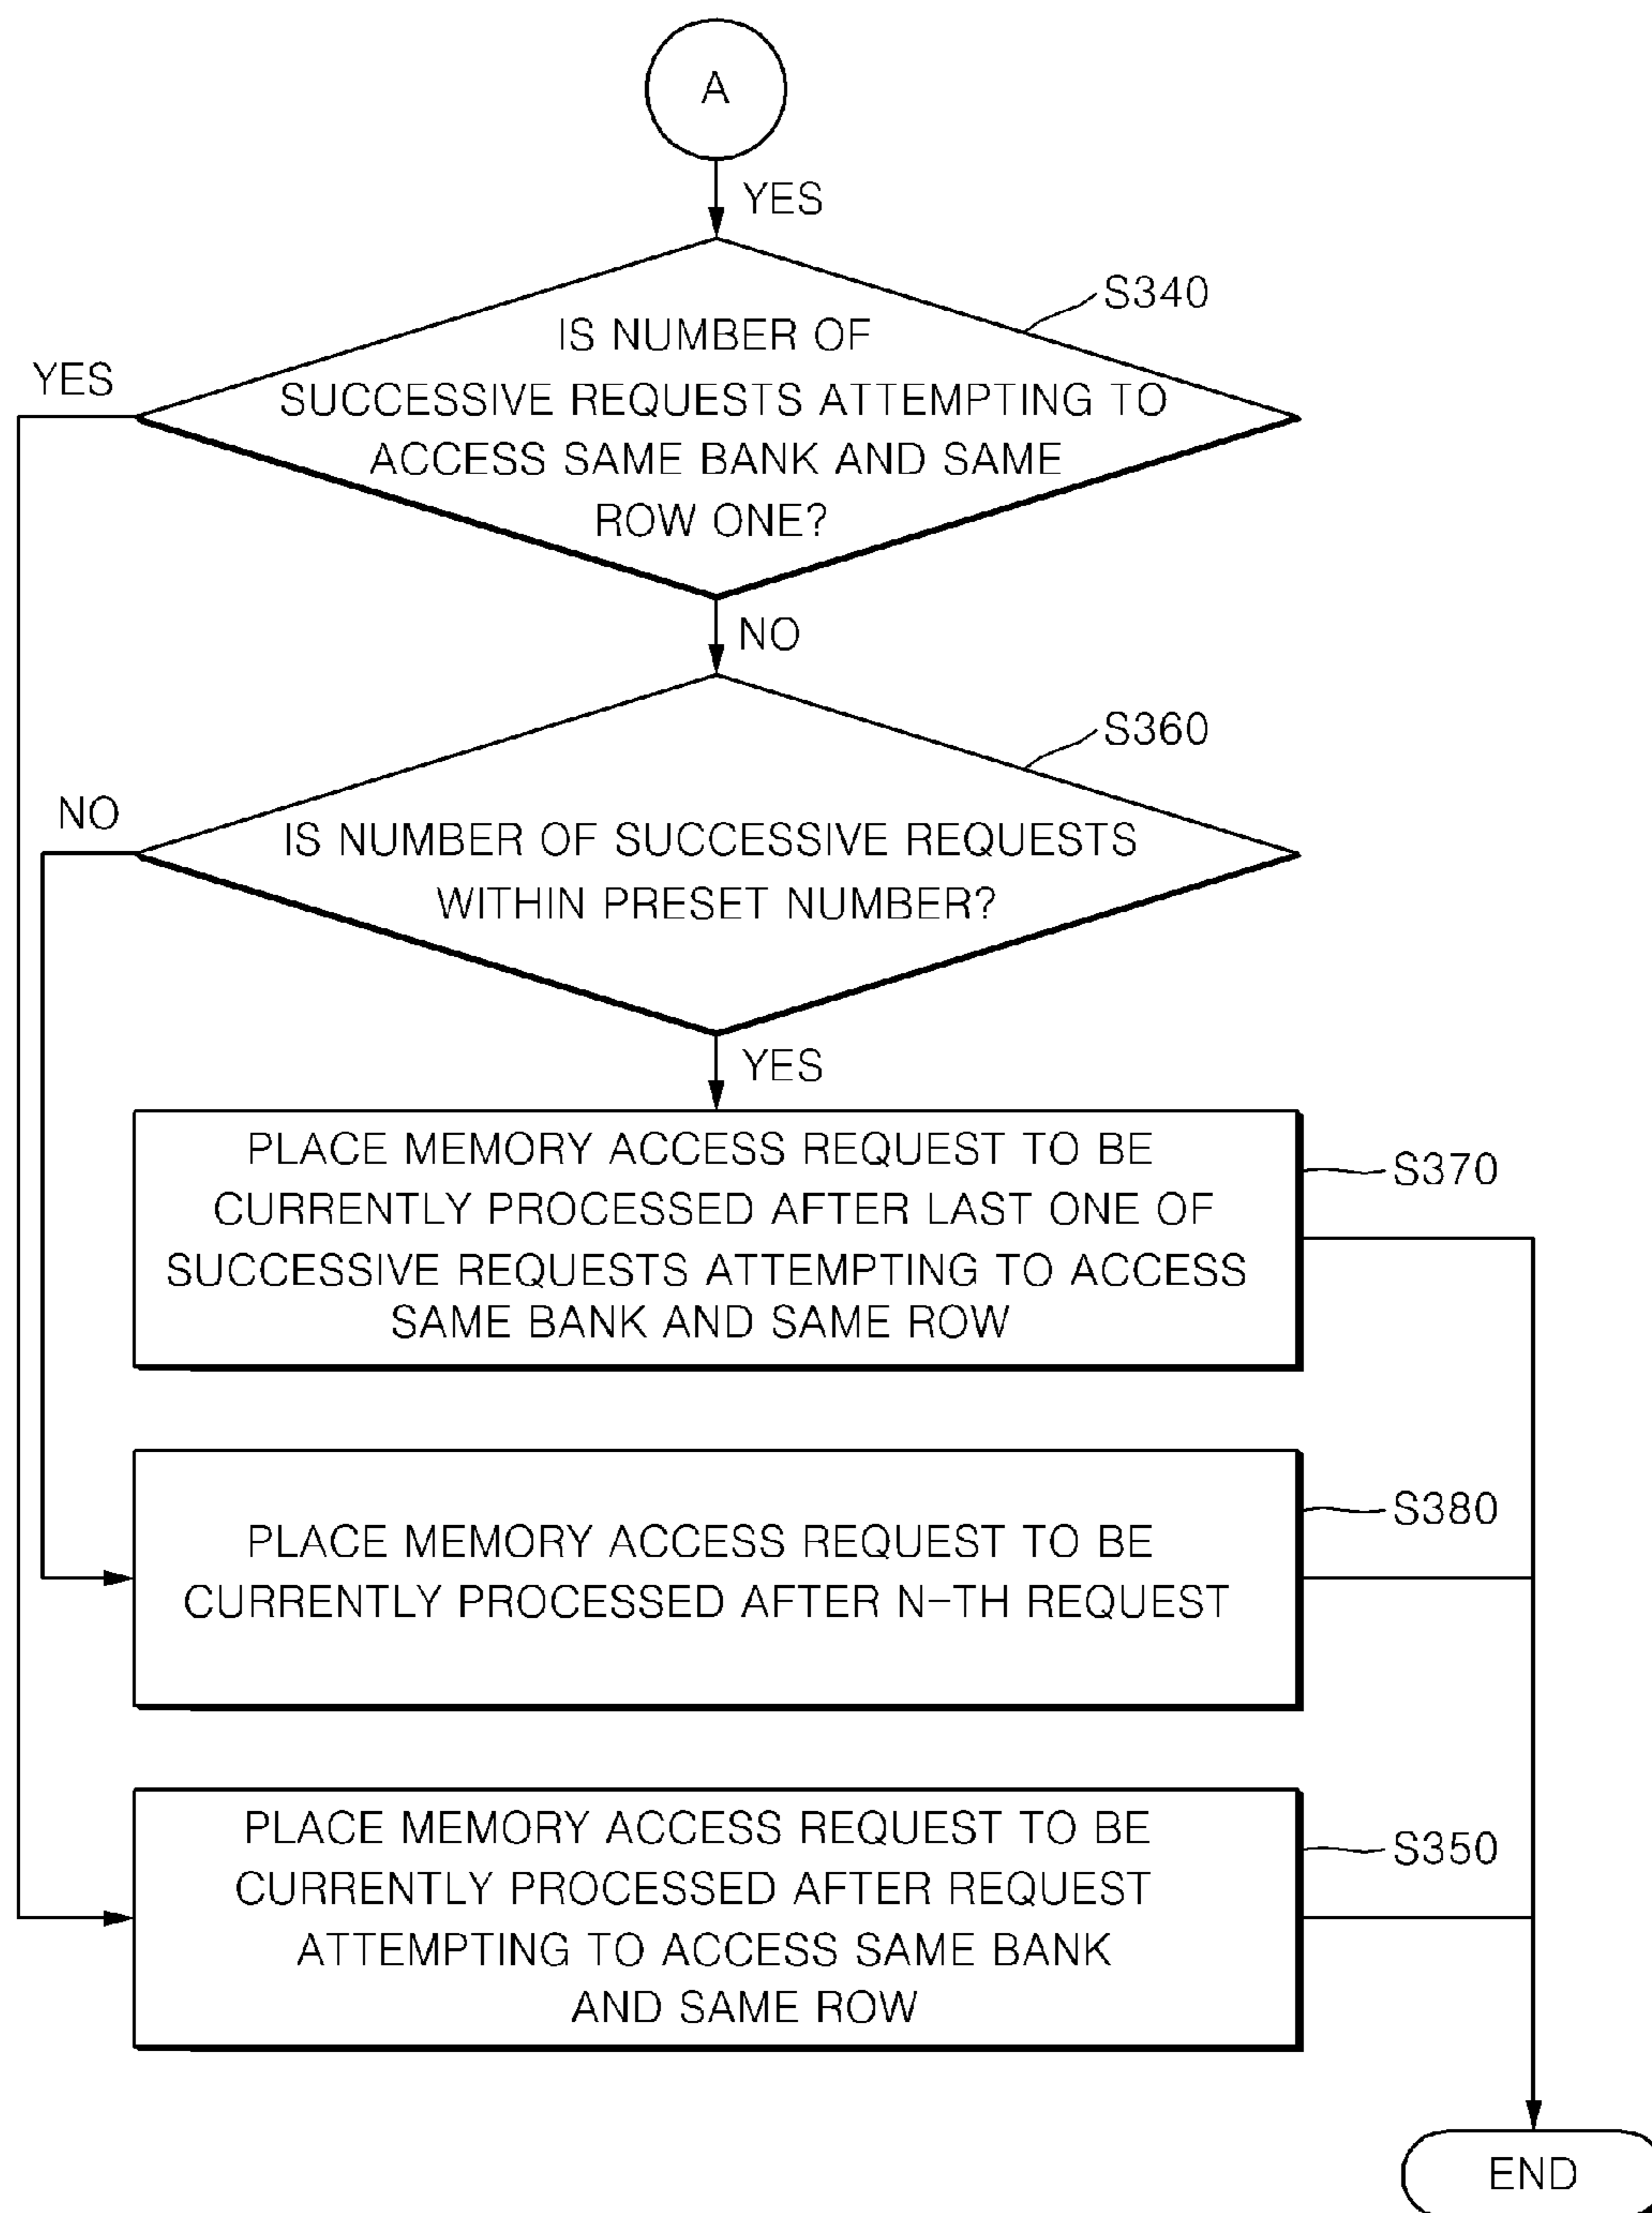 A
YES
S340
IS NUMBER OF
YES
SUCCESSIVE REQUESTS ATTEMPTING TO
ACCESS SAME BANK AND SAME
ROW ONE?
NO
S360
NO
IS NUMBER OF SUCCESSIVE REQUESTS
WITHIN PRESET NUMBER?
YES
PLACE MEMORY ACCESS REQUEST TO BE
S370
CURRENTLY PROCESSED AFTER LAST ONE OF
SUCCESSIVE REQUESTS ATTEMPTING TO ACCESS
SAME BANK AND SAME ROW
S380
PLACE MEMORY ACCESS REQUEST TO BE
CURRENTLY PROCESSED AFTER N-TH REQUEST
PLACE MEMORY ACCESS REQUEST TO BE
S350
CURRENTLY PROCESSED AFTER REQUEST
ATTEMPTING TO ACCESS SAME BANK
AND SAME ROW
END